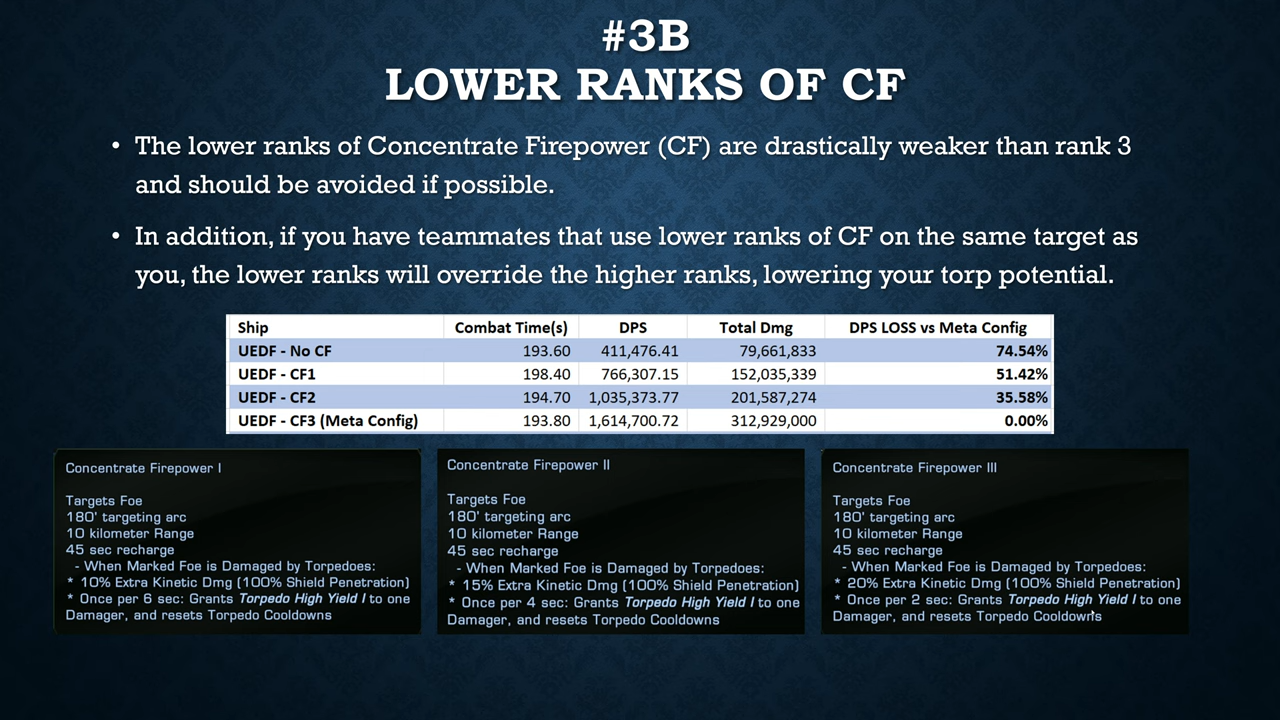 #3B
LOWER RANKS OF CF
• The lower ranks of Concentrate Firepower (CF) are drastically weaker than rank 3
and should be avoided if possible.
• In addition, if you have teammates that use lower ranks of CF on the same target as
you, the lower ranks will override the higher ranks, lowering your torp potential.
Ship Combat Time(s) DPS Total Dmg DPS LOSS vs Meta Config
UEDF - No CF 193.60 411,476.41 79,661,833 74.54%
UEDF - CF1 198.40 766,307.15 152,035,339 51.42%
UEDF - CF2 194.70 1,035,373.77 201,587,274 35.58%
UEDF - CF3 (Meta Config) 193.80 1,614,700.72 312,929,000 0.00%
Concentrate Firepower I
Targets Foe
180' targeting arc
10 kilometer Range
45 sec recharge
- When Marked Foe is Damaged by Torpedoes:
* 10% Extra Kinetic Dmg (100% Shield Penetration)
* Once per 6 sec: Grants Torpedo High Yield I to one
Damager, and resets Torpedo Cooldowns
Concentrate Firepower II
Targets Foe
180' targeting arc
10 kilometer Range
45 sec recharge
- When Marked Foe is Damaged by Torpedoes:
* 15% Extra Kinetic Dmg (100% Shield Penetration)
* Once per 4 sec: Grants Torpedo High Yield I to one
Damager, and resets Torpedo Cooldowns
Concentrate Firepower III
Targets Foe
180' targeting arc
10 kilometer Range
45 sec recharge
- When Marked Foe is Damaged by Torpedoes:
* 20% Extra Kinetic Dmg (100% Shield Penetration)
* Once per 2 sec: Grants Torpedo High Yield I to one
Damager, and resets Torpedo Cooldowns